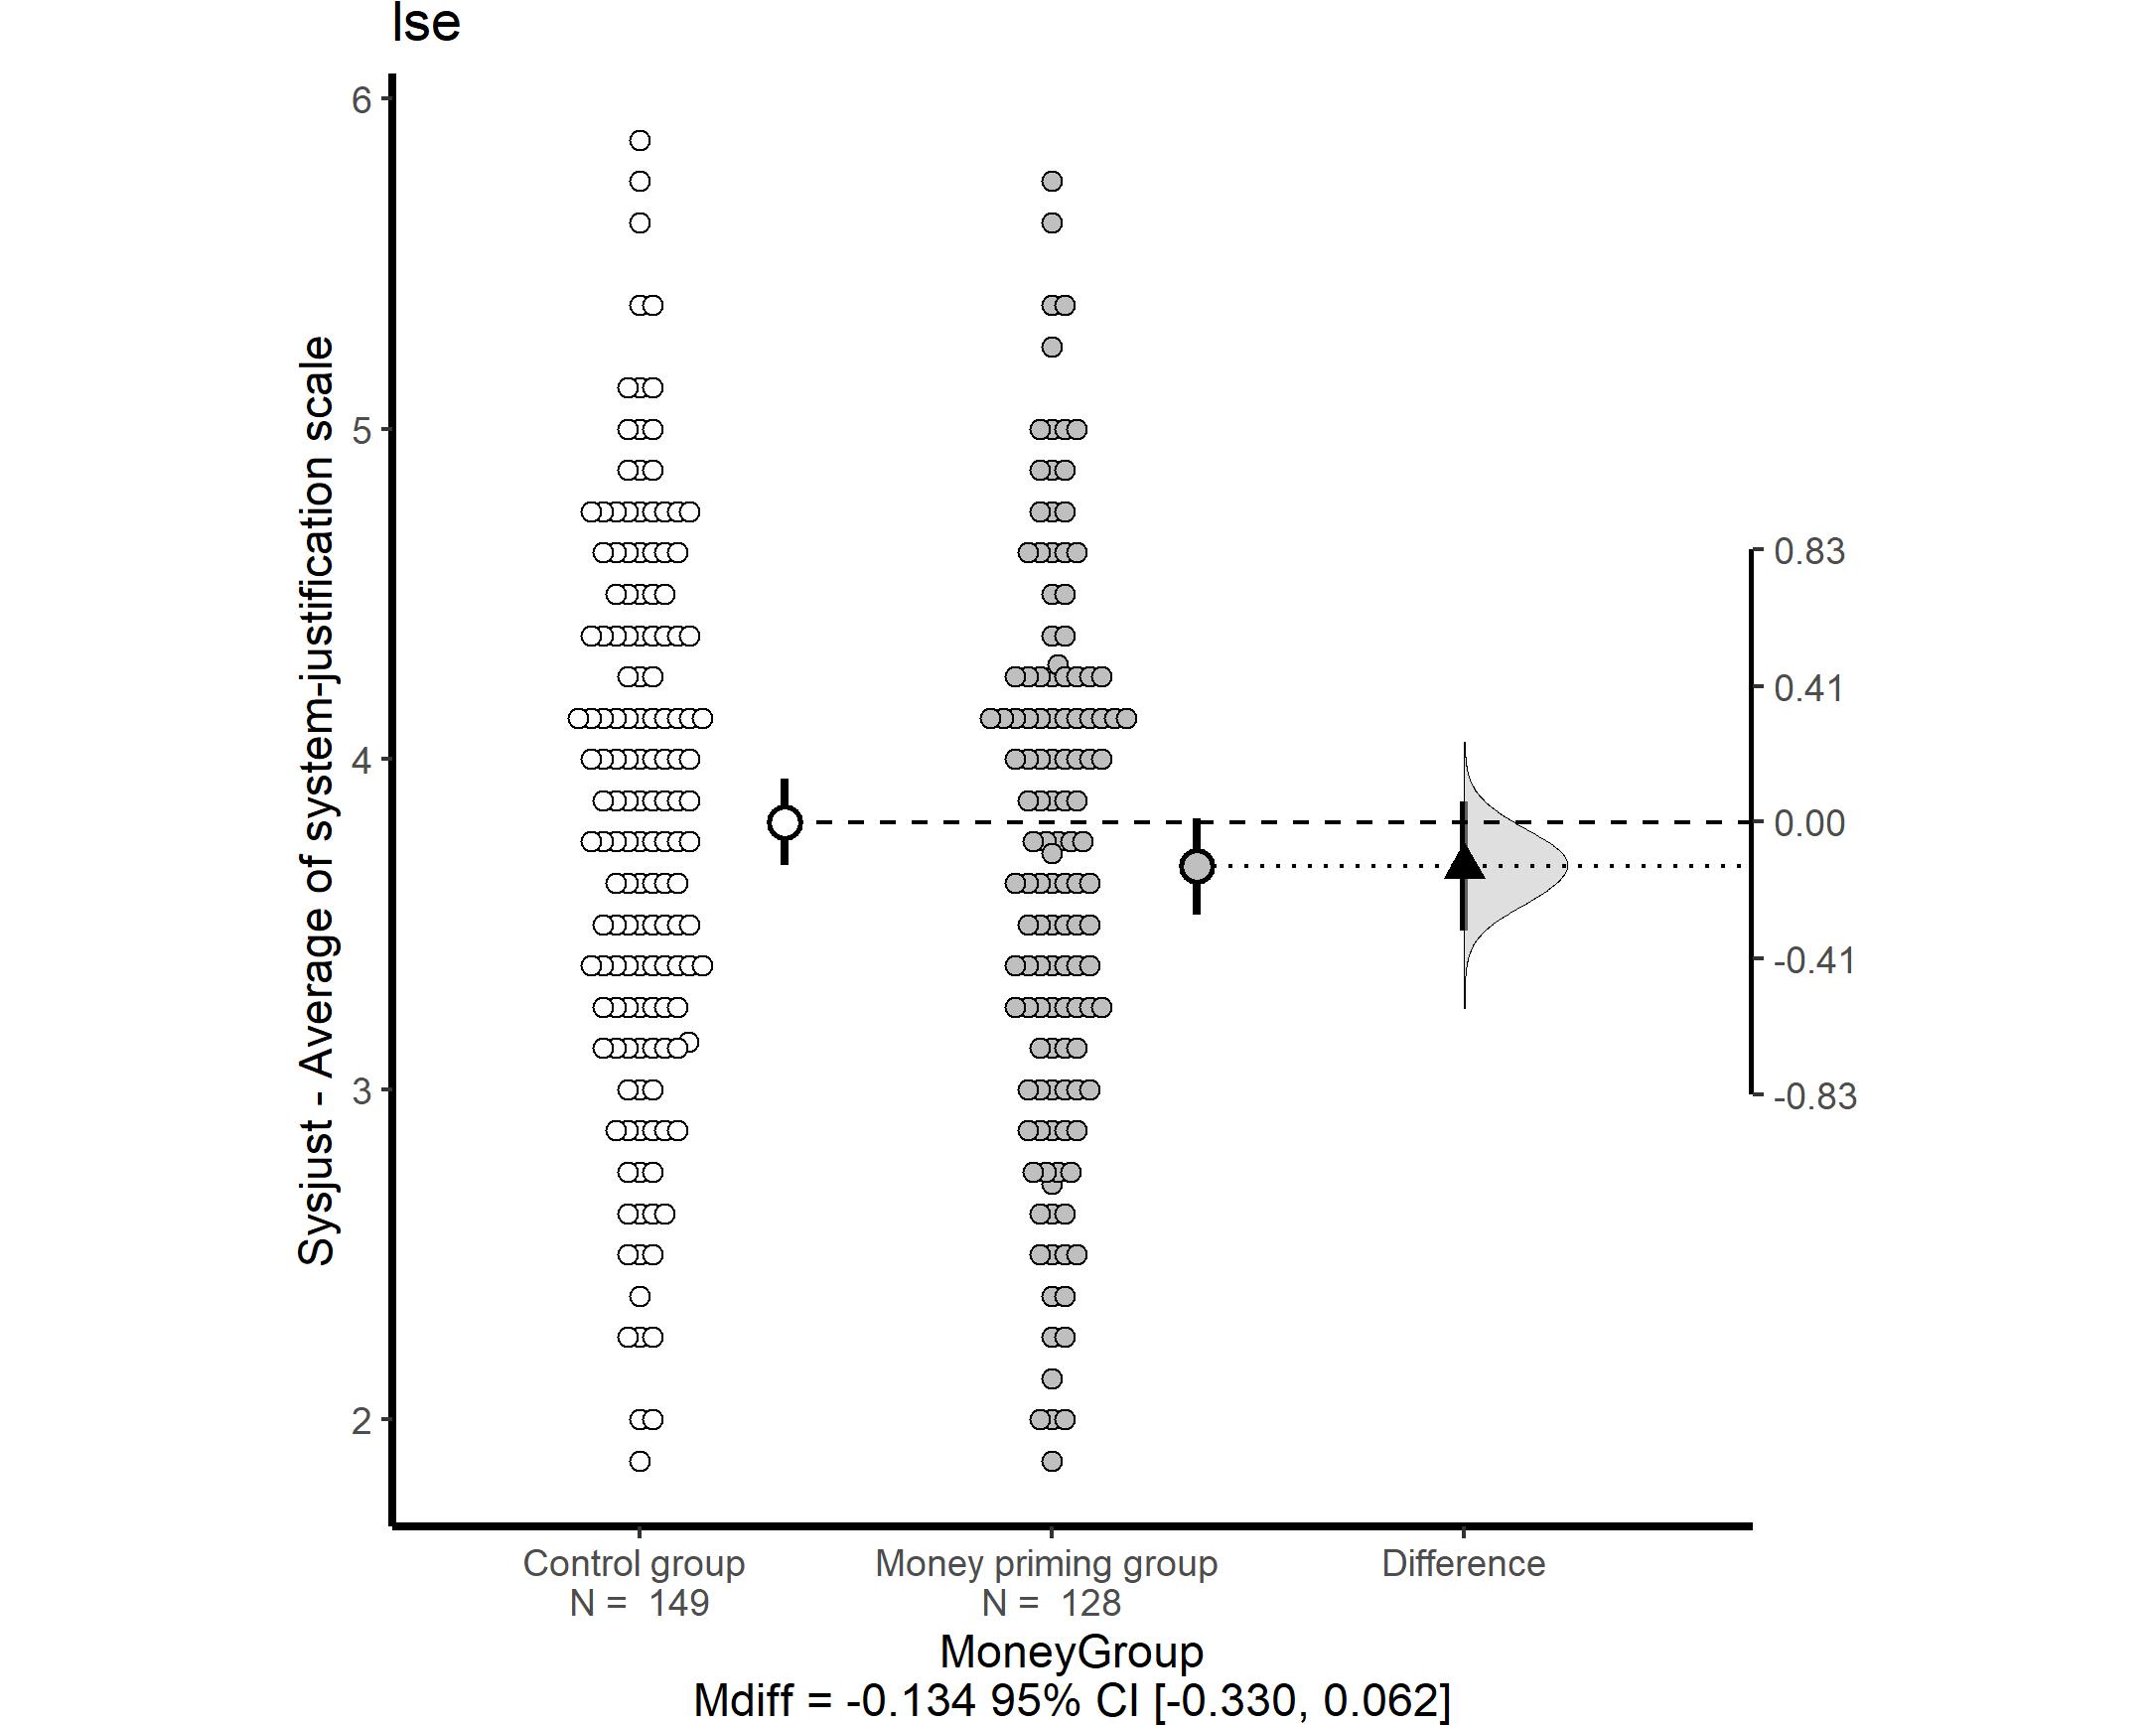 Ise
Sysjust - Average of system-justification scale
6
5
4
3
2
0.83
0.41
0.00
-0.41
-0.83
Control group
N = 149
Money priming group
N = 128
Difference
MoneyGroup
Mdiff = -0.134 95% CI [-0.330, 0.062]